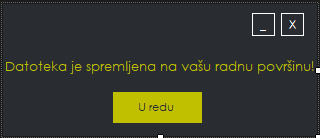 _ X
Datoteka je spremljena na vašu radnu površinu!
U redu